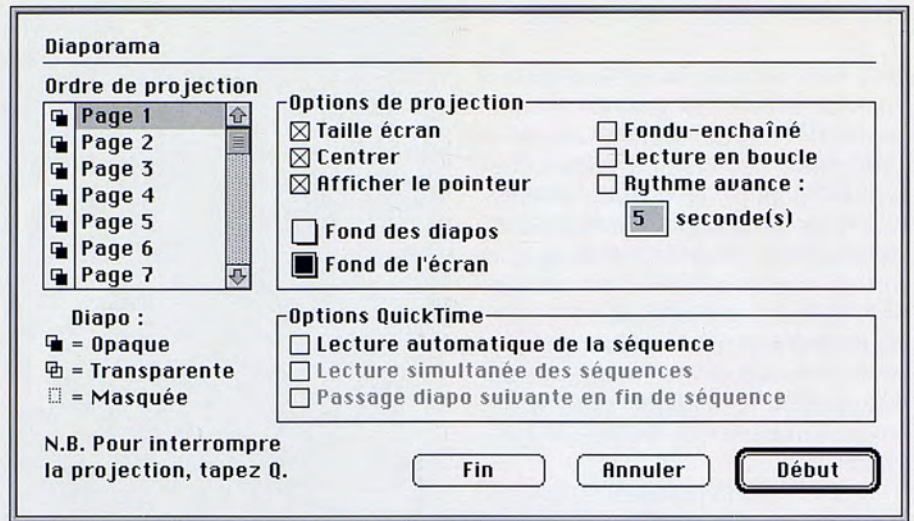 Diaporama
Ordre de projection
Page 1
Page 2
Page 3
Page 4
Page 5
Page 6
Page 7
Diapo :
= Opaque
= Transparente
= Masquée
N.B. Pour interrompre
la projection, tapez Q.
Options de projection
Taille écran
Centrer
Afficher le pointeur
Fond des diapos
Fond de l'écran
Fondu-enchaîné
Lecture en boucle
Rythme avance :
5 seconde(s)
Options QuickTime
Lecture automatique de la séquence
Lecture simultanée des séquences
Passage diapo suivante en fin de séquence
Fin
Annuler
Début